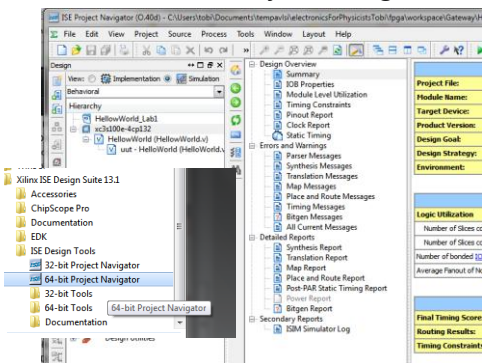 ISE Project Navigator (O.40d) - C:\Users\tobi\Documents\tempavbsi\electronicsForPhysicistsTobi\fpga\workspace\Gateway\H
File Edit View Project Source Process Tools Window Layout Help
Design
View: Implementation Simulation
Behavioral
Hierarchy
HellowWorld_Lab1
xc3s100e-4cp132
HellowWorld (HellowWorld.v)
uut - HelloWorld (HelloWorld.v
Xilinx ISE Design Suite 13.1
Accessories
ChipScope Pro
Documentation
EDK
ISE Design Tools
32-bit Project Navigator
64-bit Project Navigator
32-bit Tools
64-bit Tools
64-bit Project Navigator
Documentation
Design Utilities
Design Overview
Summary
IOB Properties
Module Level Utilization
Timing Constraints
Pinout Report
Clock Report
Static Timing
Errors and Warnings
Parser Messages
Synthesis Messages
Translation Messages
Map Messages
Place and Route Messages
Timing Messages
Bitgen Messages
All Current Messages
Detailed Reports
Synthesis Report
Translation Report
Map Report
Place and Route Report
Post-PAR Static Timing Report
Power Report
Bitgen Report
Secondary Reports
ISIM Simulator Log
Project File:
Module Name:
Target Device:
Product Version:
Design Goal:
Design Strategy:
Environment:
Logic Utilization
Number of Slices co
Number of Slices co
Number of bonded IO
Average Fanout of No
Final Timing Score:
Routing Results:
Timing Constraints